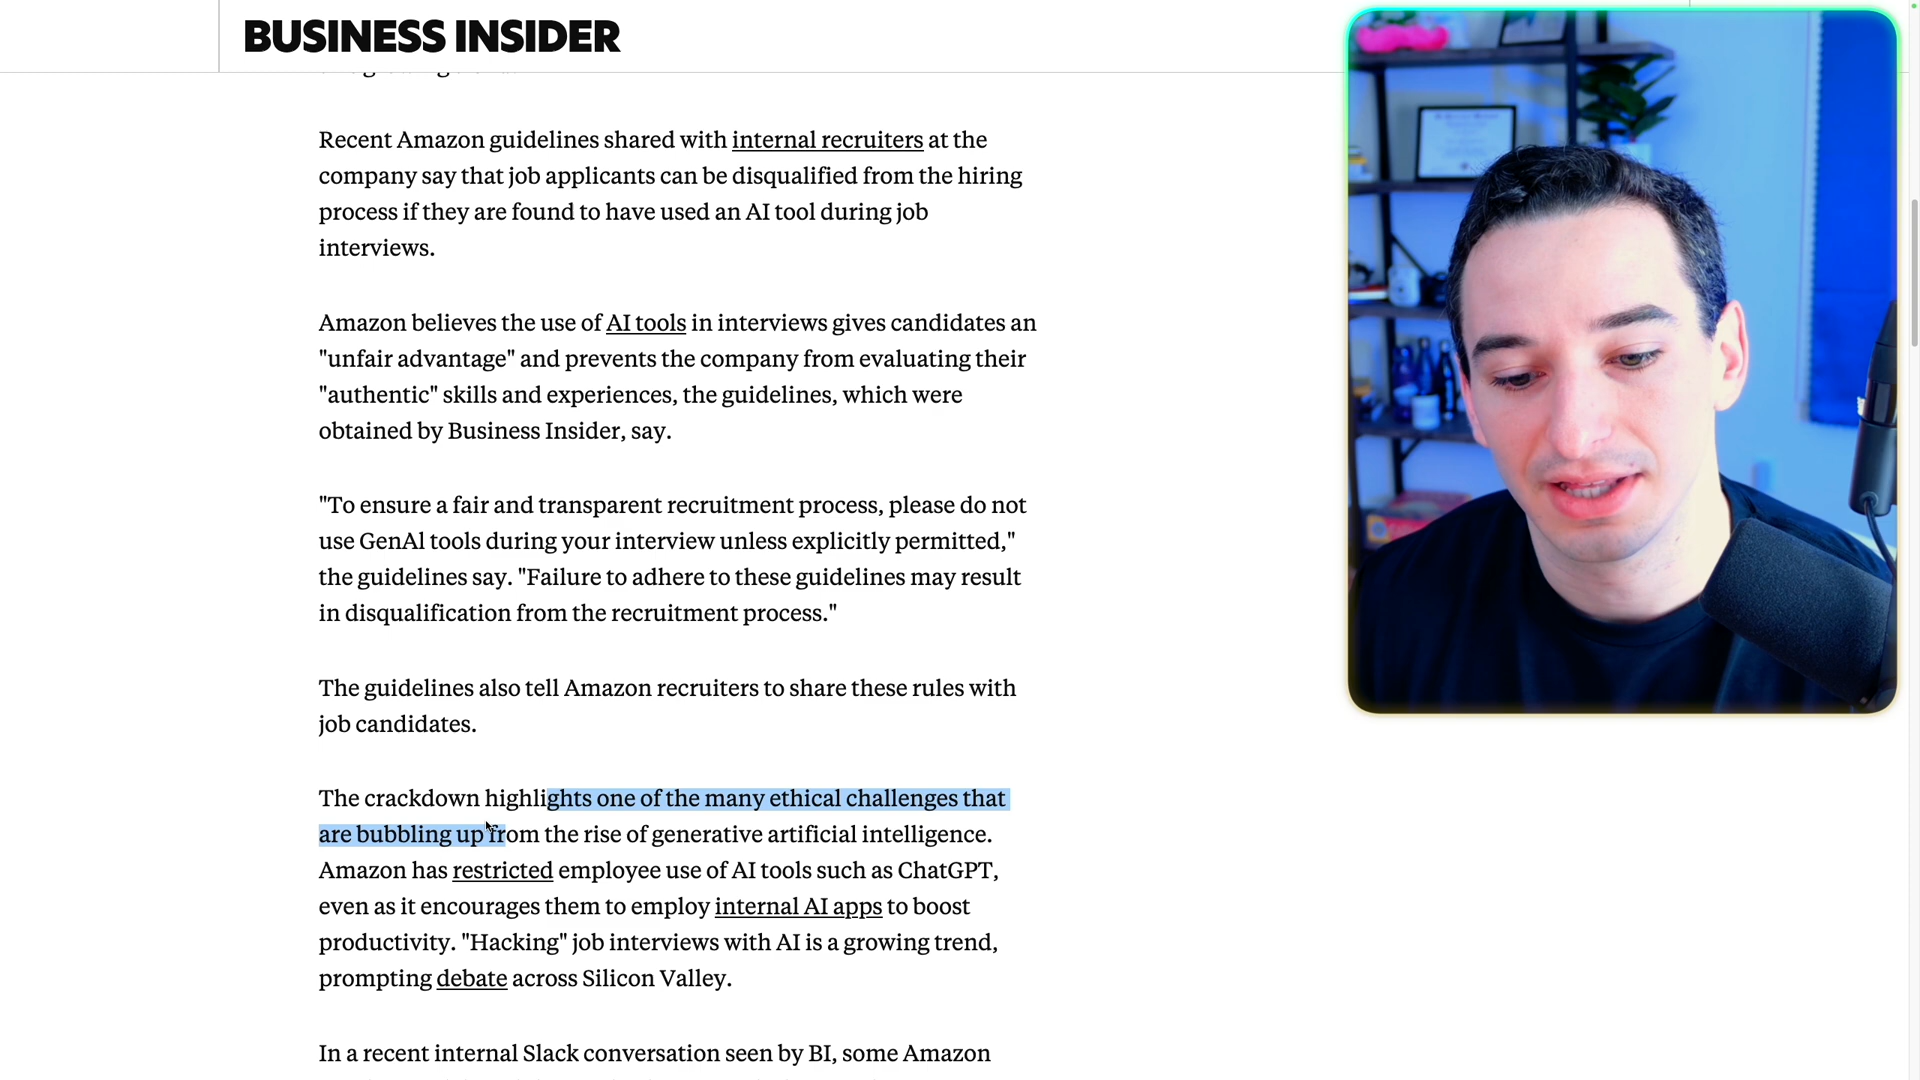 BUSINESS INSIDER
Recent Amazon guidelines shared with internal recruiters at the
company say that job applicants can be disqualified from the hiring
process if they are found to have used an AI tool during job
interviews.
Amazon believes the use of AI tools in interviews gives candidates an
"unfair advantage" and prevents the company from evaluating their
"authentic" skills and experiences, the guidelines, which were
obtained by Business Insider, say.
"To ensure a fair and transparent recruitment process, please do not
use GenAl tools during your interview unless explicitly permitted,"
the guidelines say. "Failure to adhere to these guidelines may result
in disqualification from the recruitment process."
The guidelines also tell Amazon recruiters to share these rules with
job candidates.
The crackdown highlights one of the many ethical challenges that
are bubbling up from the rise of generative artificial intelligence.
Amazon has restricted employee use of AI tools such as ChatGPT,
even as it encourages them to employ internal AI apps to boost
productivity. "Hacking" job interviews with AI is a growing trend,
prompting debate across Silicon Valley.
In a recent internal Slack conversation seen by BI, some Amazon